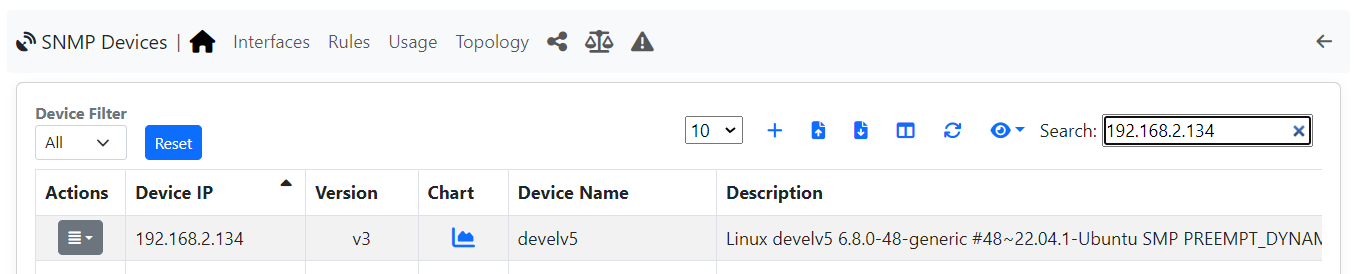 SNMP Devices | Interfaces Rules Usage Topology
Device Filter
All Reset 10 Search: 192.168.2.134
Actions Device IP Version Chart Device Name Description
192.168.2.134 v3 develv5 Linux develv5 6.8.0-48-generic #48~22.04.1-Ubuntu SMP PREEMPT_DYNAM